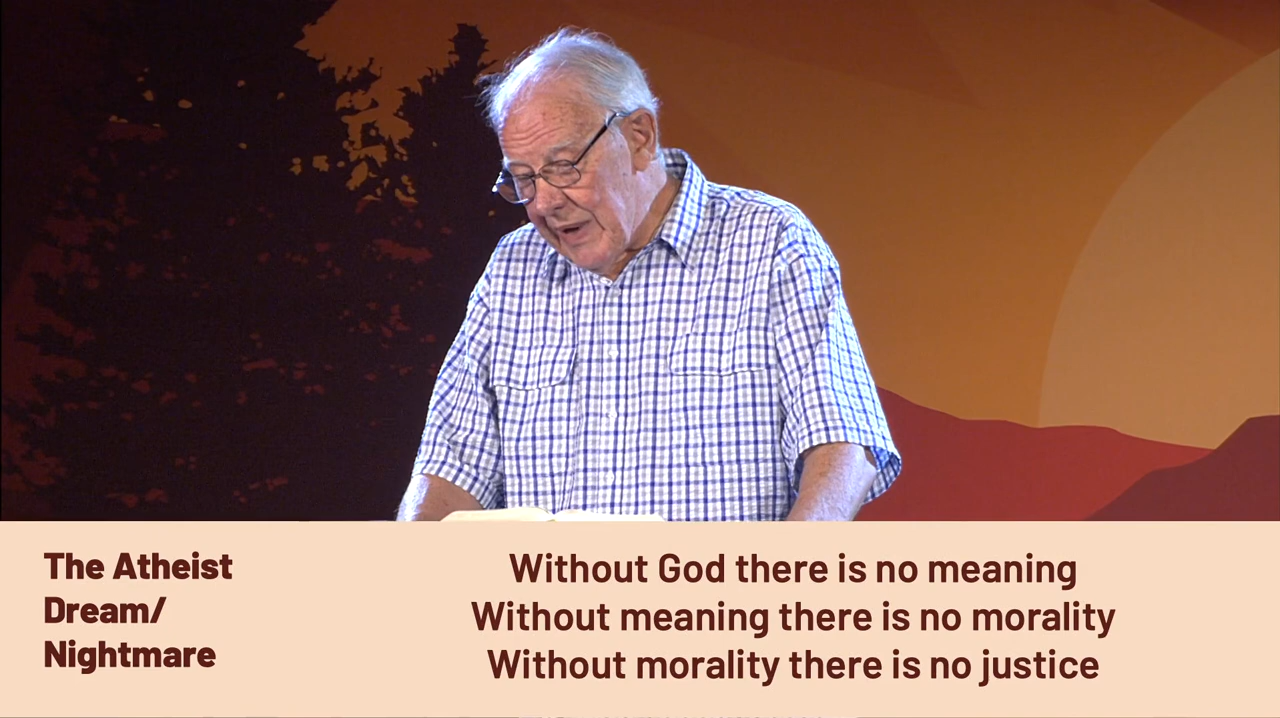 The Atheist
Dream/
Nightmare
Without God there is no meaning
Without meaning there is no morality
Without morality there is no justice